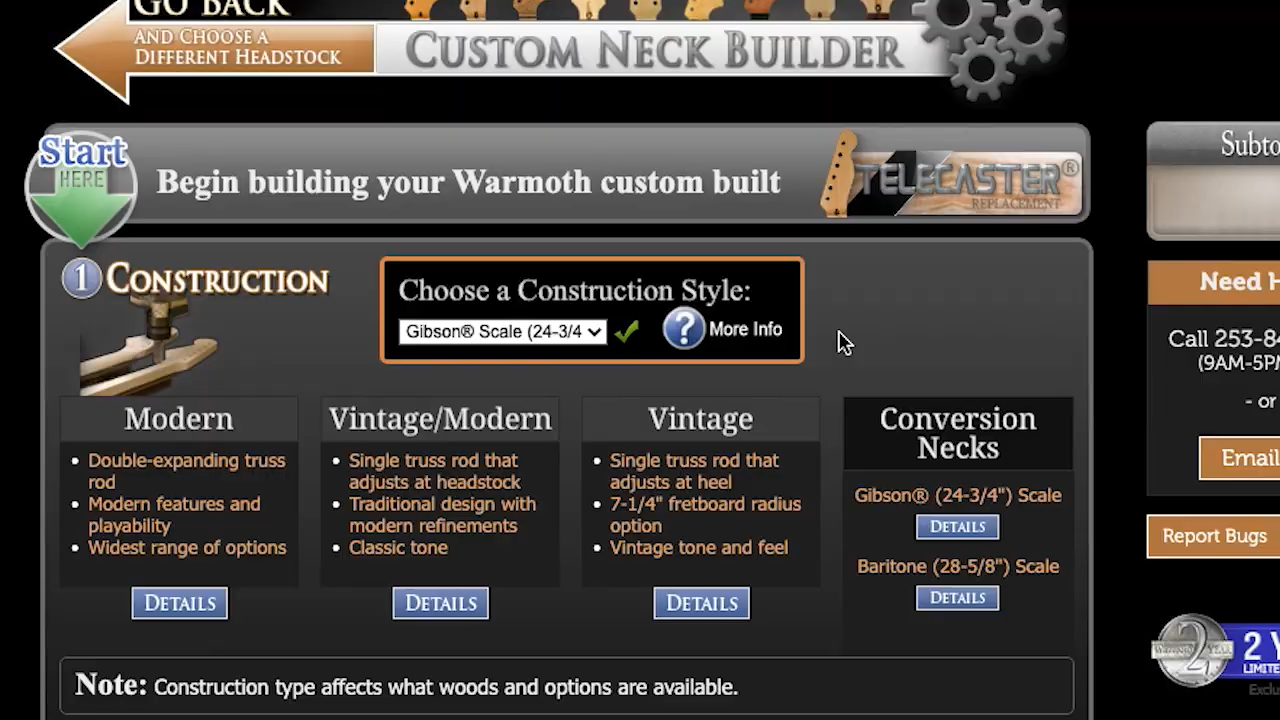 GO BACK
AND CHOOSE A
DIFFERENT HEADSTOCK
CUSTOM NECK BUILDER
Start
HERE
Begin building your Warmoth custom built
TELECASTER®
REPLACEMENT
Subto
1 CONSTRUCTION
Choose a Construction Style:
Gibson® Scale (24-3/4
? More Info
Need H
Call 253-84
(9AM-5PM
- or
Email
Report Bugs
Modern
• Double-expanding truss
rod
• Modern features and
playability
• Widest range of options
DETAILS
Vintage/Modern
• Single truss rod that
adjusts at headstock
• Traditional design with
modern refinements
• Classic tone
DETAILS
Vintage
• Single truss rod that
adjusts at heel
• 7-1/4" fretboard radius
option
• Vintage tone and feel
DETAILS
Conversion
Necks
Gibson® (24-3/4") Scale
DETAILS
Baritone (28-5/8") Scale
DETAILS
Note: Construction type affects what woods and options are available.
2
2 Y
LIMITE
Exclu